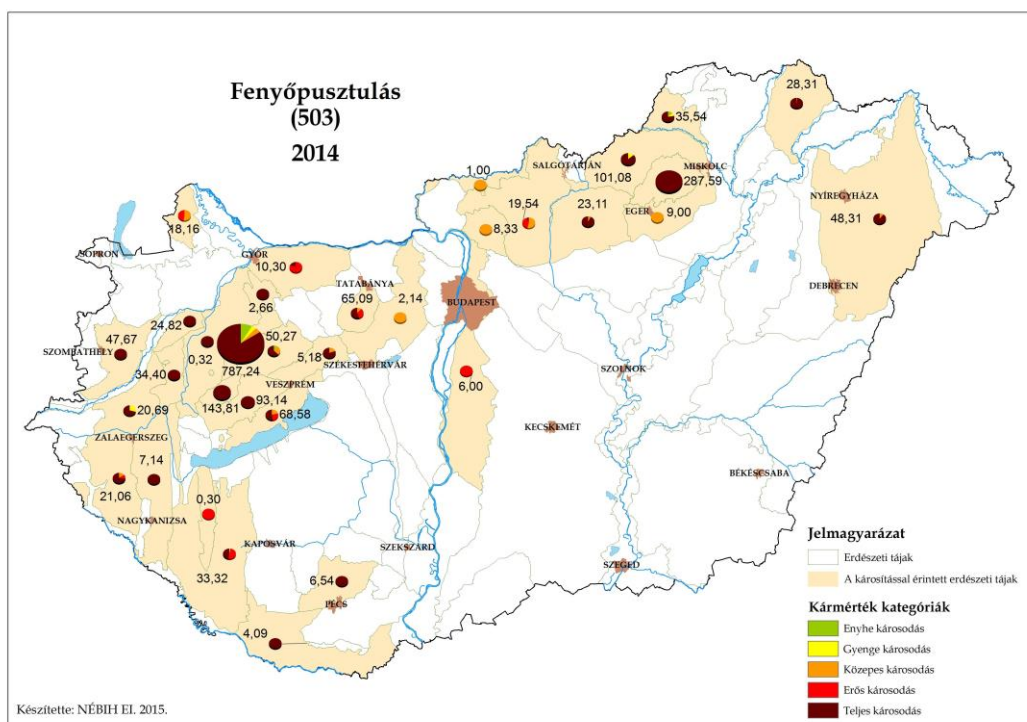 Fenyőpusztulás
(503)
2014
28,31
35,54
1,00
SALGÓTARJÁN
MISKOLC
101,08
287,59
NYÍREGYHÁZA
19,54
23,11
EGER
9,00
48,31
8,33
18,16
SOPRON
GYŐR
10,30
TATABÁNYA
DEBRECEN
65,09
2,14
BUDAPEST
2,66
24,82
47,67
50,27
SZOMBATHELY
0,32
5,18
SZÉKESFEHÉRVÁR
787,24
34,40
VESZPRÉM
6,00
SZOLNOK
143,81
93,14
20,69
68,58
KECSKEMÉT
ZALAEGERSZEG
7,14
BÉKÉSCSABA
21,06
0,30
NAGYKANIZSA
KAPOSVÁR
SZEKSZÁRD
33,32
SZEGED
6,54
PÉCS
4,09
Jelmagyarázat
Erdészeti tájak
A károsítással érintett erdészeti tájak
Kármérték kategóriák
Enyhe károsodás
Gyenge károsodás
Közepes károsodás
Erős károsodás
Teljes károsodás
Készítette: NÉBIH EI. 2015.